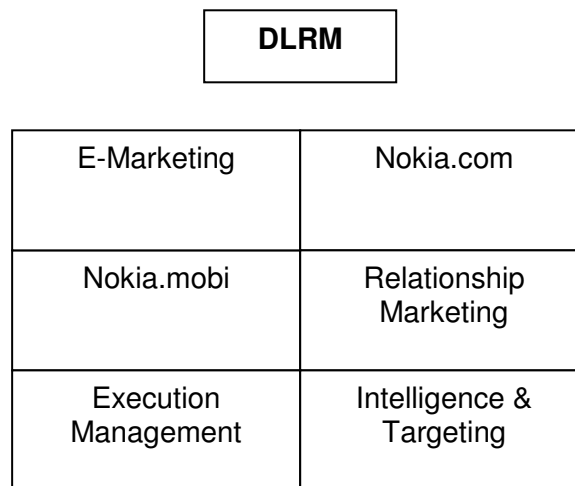 DLRM
E-Marketing
Nokia.com
Nokia.mobi
Relationship
Marketing
Execution
Management
Intelligence &
Targeting